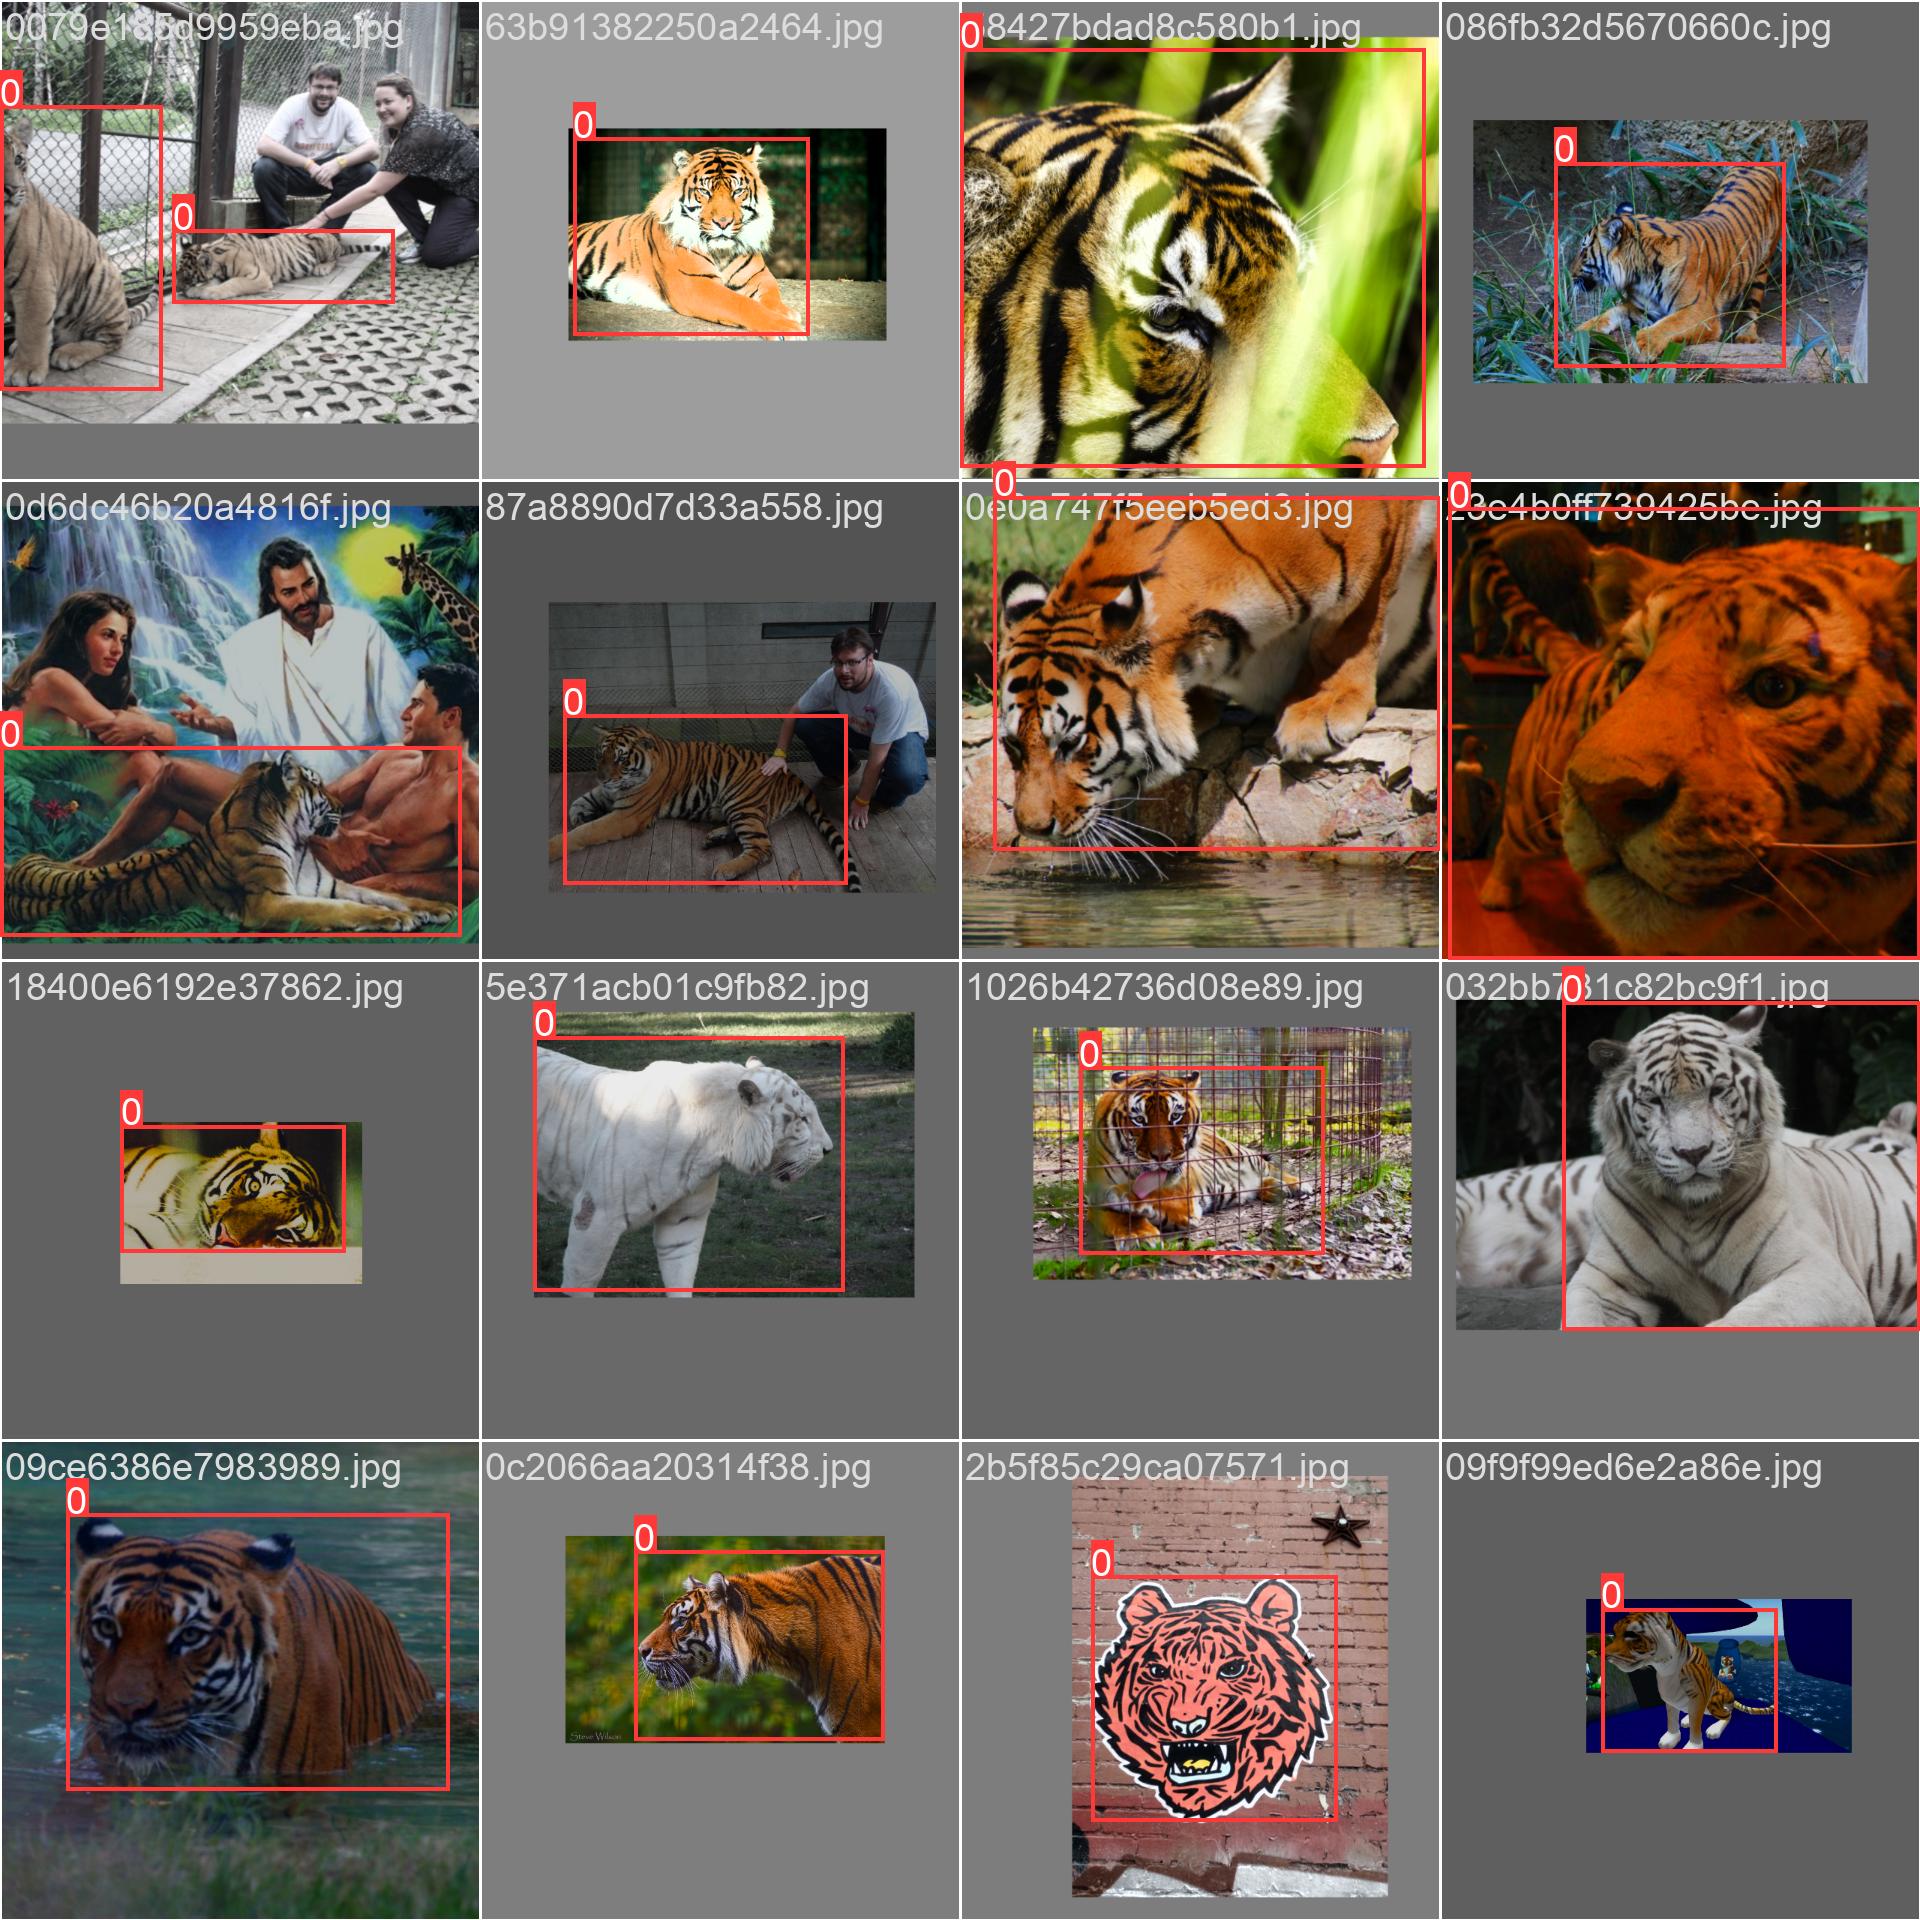 0079e185d9959eba.jpg
63b91382250a2464.jpg
8427bdad8c580b1.jpg
086fb32d5670660c.jpg
0
0
0
0
0
0d6dc46b20a4816f.jpg
87a8890d7d33a558.jpg
0e0a747f5eeb5ed3.jpg
23e4b0ff739425be.jpg
0
0
0
0
18400e6192e37862.jpg
5e371acb01c9fb82.jpg
1026b42736d08e89.jpg
032bb731c82bc9f1.jpg
0
0
0
0
09ce6386e7983989.jpg
0c2066aa20314f38.jpg
2b5f85c29ca07571.jpg
09f9f99ed6e2a86e.jpg
0
0
0
0
Steve Wilson